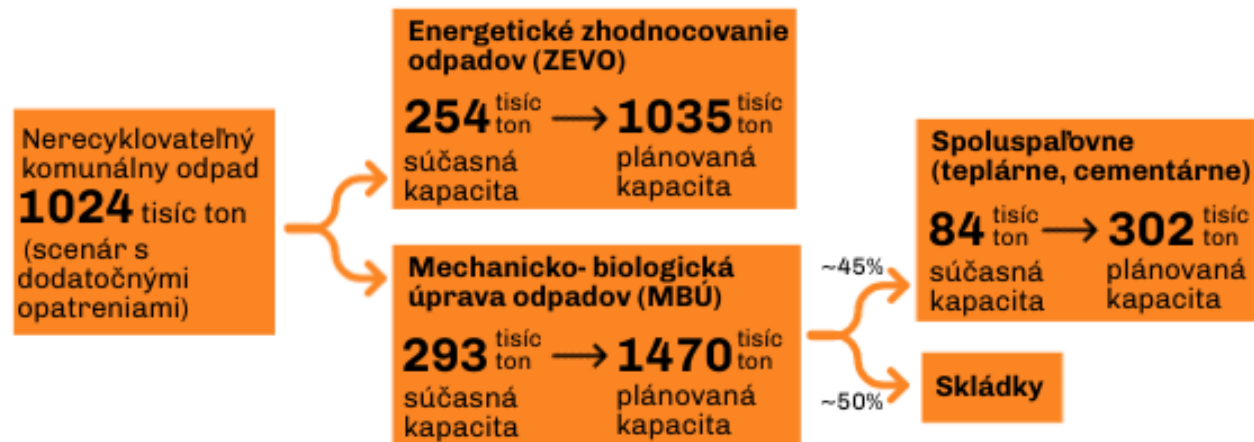 Nerecyklovateľný
komunálny odpad
1024 tisíc ton
(scenár s
dodatočnými
opatreniami)
Energetické zhodnocovanie
odpadov (ZEVO)
254 tisíc ton → 1035 tisíc ton
súčasná plánovaná
kapacita kapacita
Mechanicko- biologická
úprava odpadov (MBÚ)
293 tisíc ton → 1470 tisíc ton
súčasná plánovaná
kapacita kapacita
~45%
~50%
Spoluspaľovne
(teplárne, cementárne)
84 tisíc ton → 302 tisíc ton
súčasná plánovaná
kapacita kapacita
Skládky